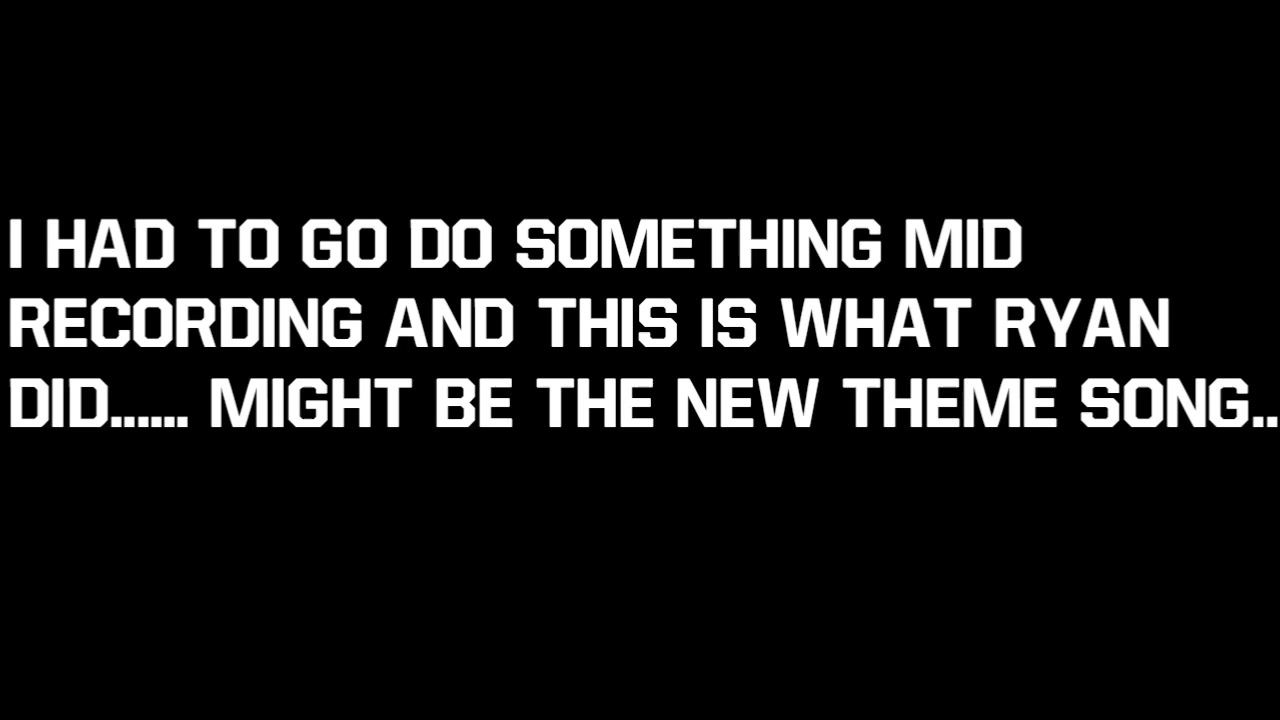 I HAD TO GO DO SOMETHING MID
RECORDING AND THIS IS WHAT RYAN
DID...... MIGHT BE THE NEW THEME SONG..